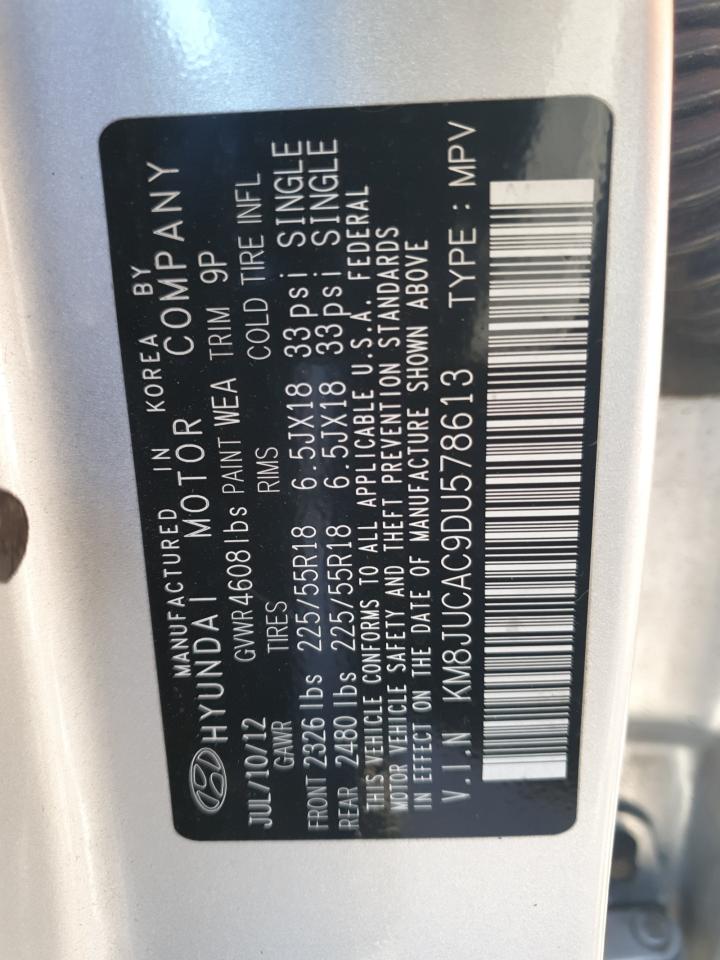 MANUFACTURED IN KOREA BY
HYUNDAI MOTOR COMPANY
JUL/10/12 GVWR4608lbs PAINT WEA TRIM 9P
GAWR TIRES RIMS COLD TIRE INFL
FRONT 2326 lbs 225/55R18 6.5JX18 33psi SINGLE
REAR 2480 lbs 225/55R18 6.5JX18 33psi SINGLE
THIS VEHICLE CONFORMS TO ALL APPLICABLE U.S.A. FEDERAL
MOTOR VEHICLE SAFETY AND THEFT PREVENTION STANDARDS
IN EFFECT ON THE DATE OF MANUFACTURE SHOWN ABOVE
V.I.N KM8JUCAC9DU578613 TYPE : MPV